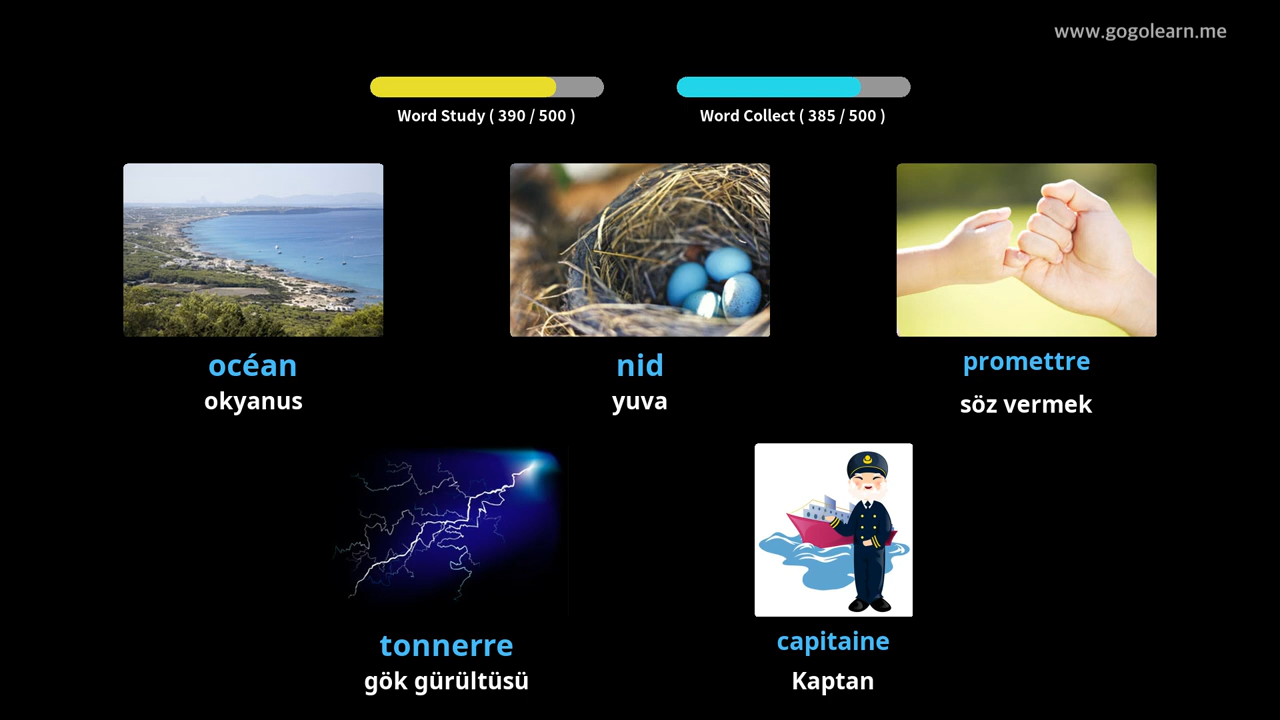 www.gogolearn.me
Word Study ( 390 / 500 )
Word Collect ( 385 / 500 )
océan
okyanus
nid
yuva
promettre
söz vermek
tonnerre
gök gürültüsü
capitaine
Kaptan